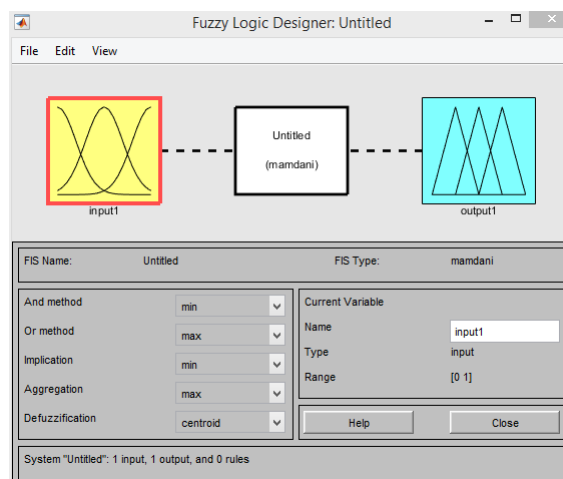 Fuzzy Logic Designer: Untitled
File Edit View
Untitled
(mamdani)
input1
output1
FIS Name: Untitled FIS Type: mamdani
And method min
Or method max
Implication min
Aggregation max
Defuzzification centroid
Current Variable
Name input1
Type input
Range [0 1]
Help Close
System "Untitled": 1 input, 1 output, and 0 rules